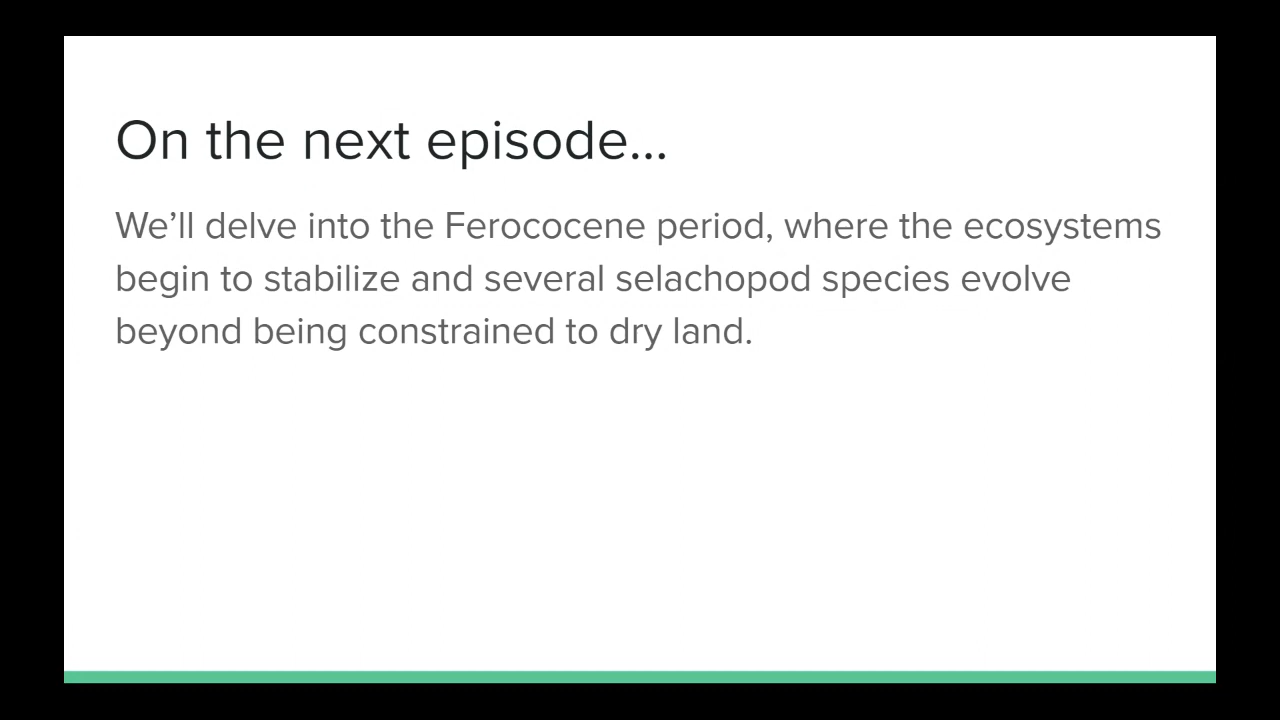 On the next episode...
We’ll delve into the Ferococene period, where the ecosystems
begin to stabilize and several selachopod species evolve
beyond being constrained to dry land.